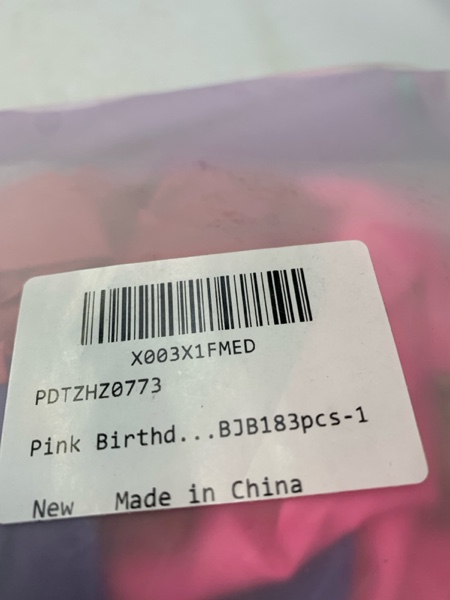 X003X1FMED
PDTZHZ0773
Pink Birthd...BJB183pcs-1
New Made in China